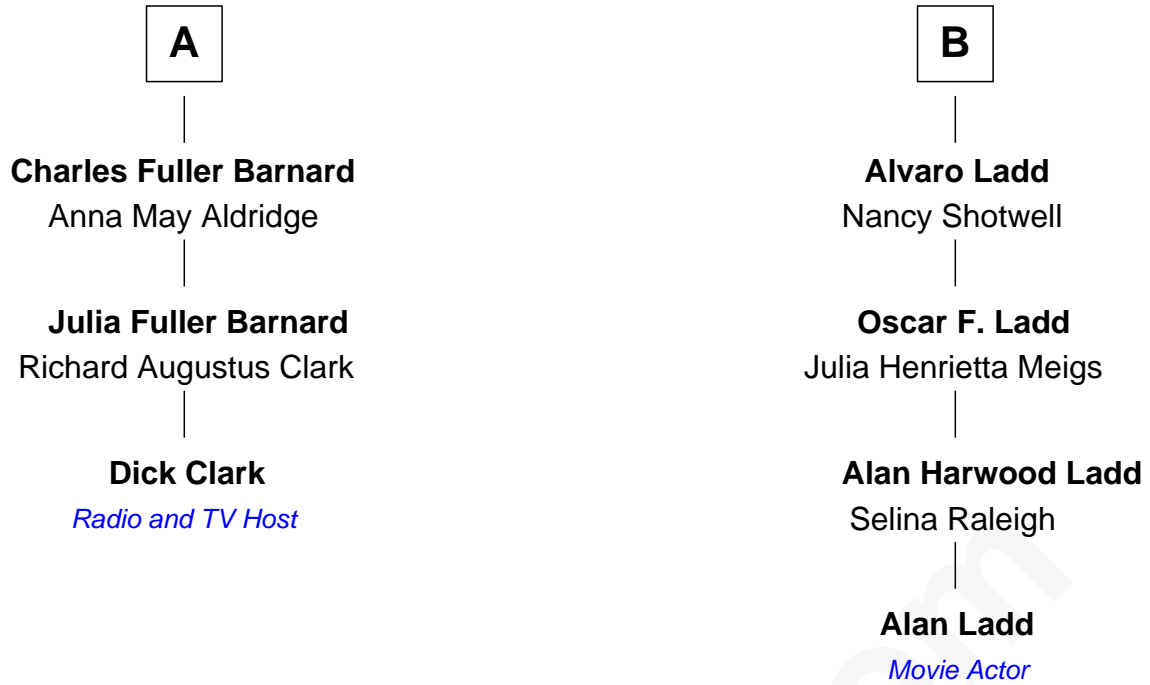 A
Charles Fuller Barnard
Anna May Aldridge
Julia Fuller Barnard
Richard Augustus Clark
Dick Clark
Radio and TV Host
B
Alvaro Ladd
Nancy Shotwell
Oscar F. Ladd
Julia Henrietta Meigs
Alan Harwood Ladd
Selina Raleigh
Alan Ladd
Movie Actor
om